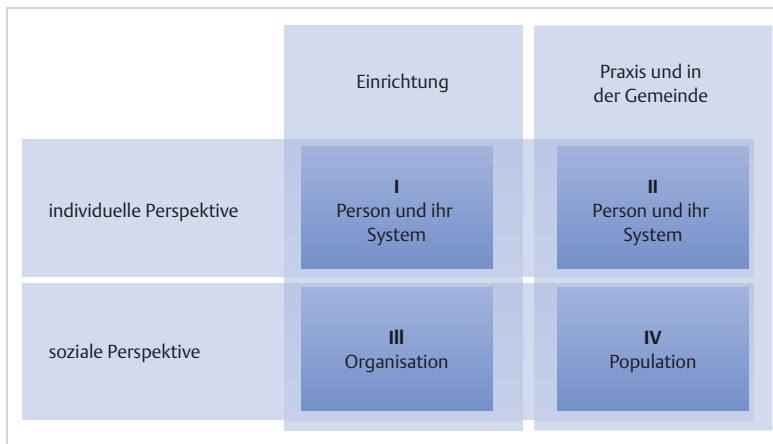 Einrichtung
Praxis und in
der Gemeinde
individuelle Perspektive
I
Person und ihr
System
II
Person und ihr
System
soziale Perspektive
III
Organisation
IV
Population